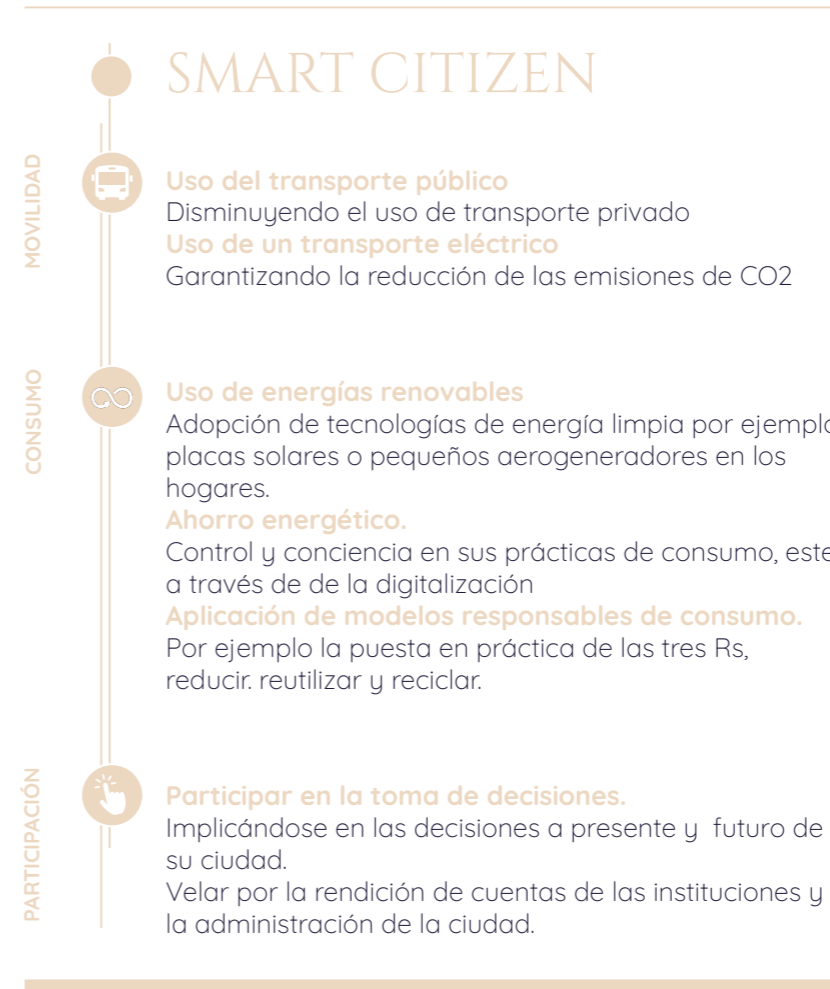 SMART CITIZEN
MOVILIDAD
Uso del transporte público
Disminuyendo el uso de transporte privado
Uso de un transporte eléctrico
Garantizando la reducción de las emisiones de CO2
CONSUMO
Uso de energías renovables
Adopción de tecnologías de energía limpia por ejemplo
placas solares o pequeños aerogeneradores en los
hogares.
Ahorro energético.
Control y conciencia en sus prácticas de consumo, este
a través de de la digitalización
Aplicación de modelos responsables de consumo.
Por ejemplo la puesta en práctica de las tres Rs,
reducir. reutilizar y reciclar.
PARTICIPACIÓN
Participar en la toma de decisiones.
Implicándose en las decisiones a presente y  futuro de
su ciudad.
Velar por la rendición de cuentas de las instituciones y
la administración de la ciudad.